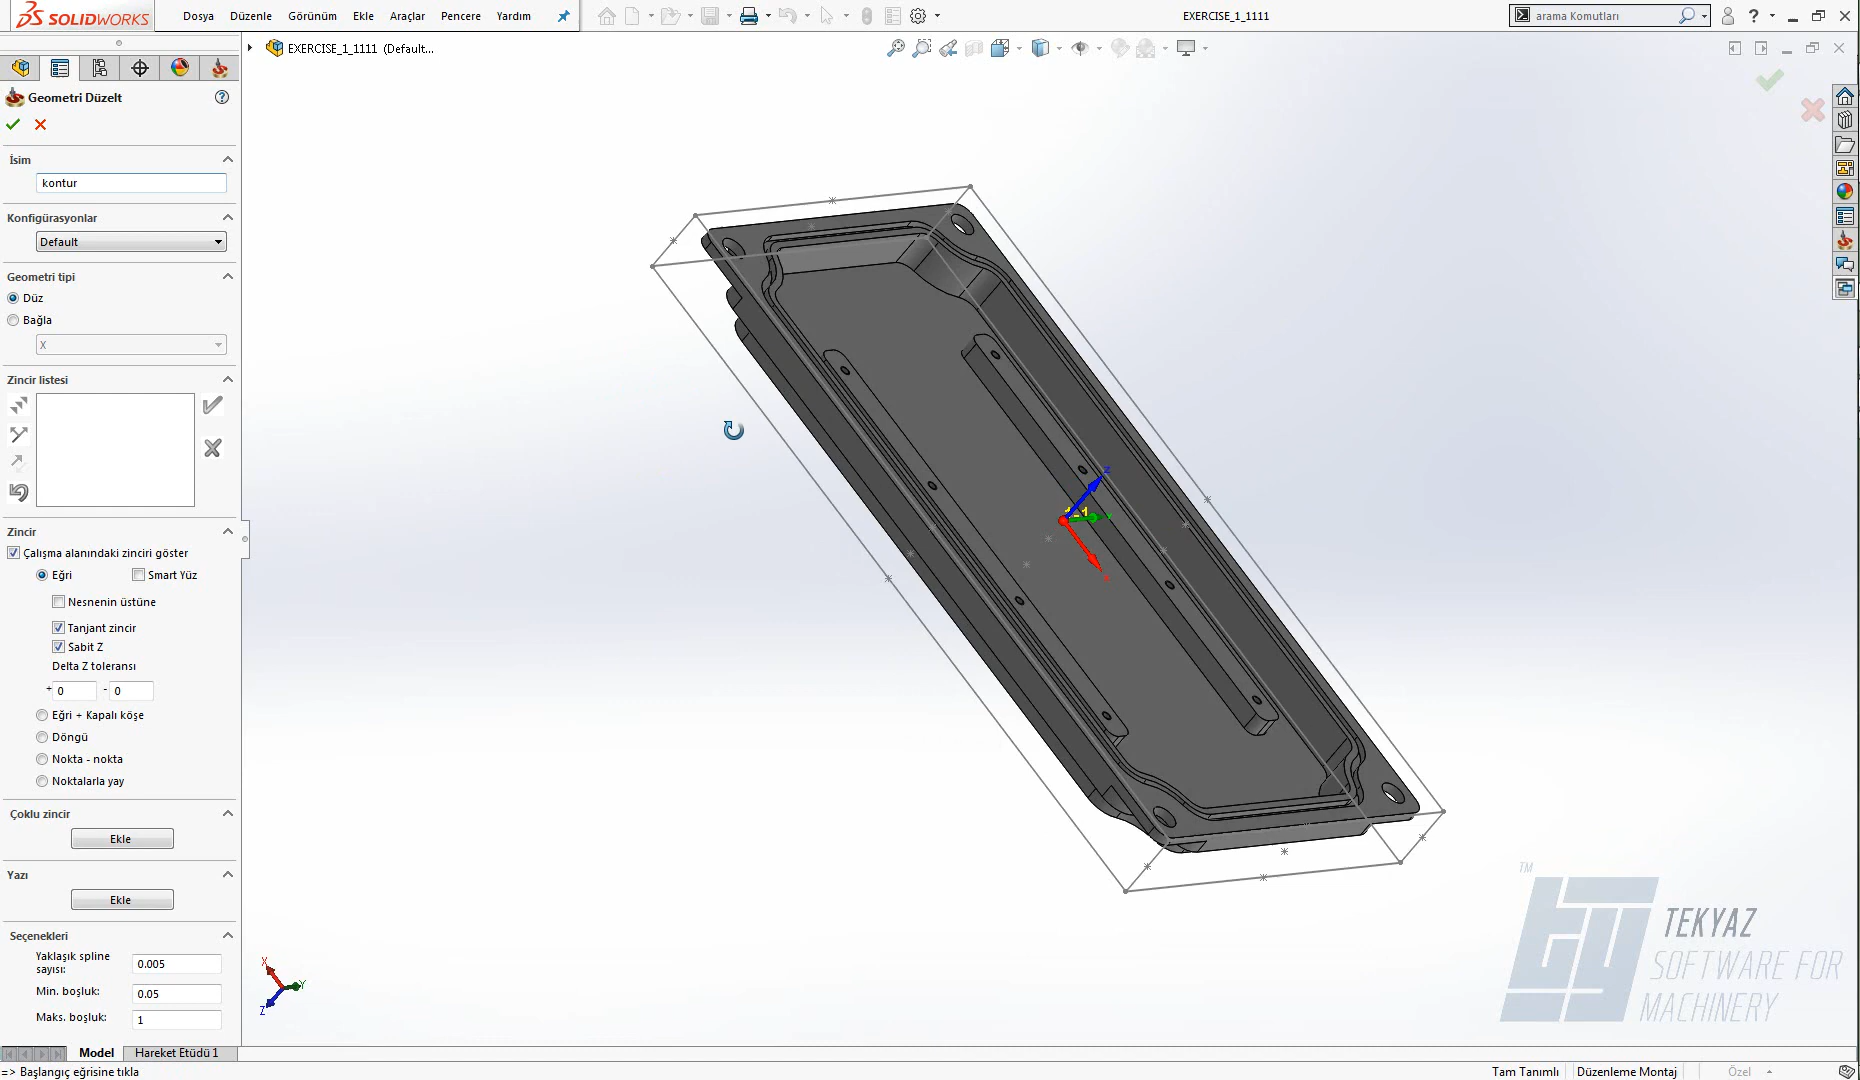 SOLIDWORKS
Dosya Düzenle Görünüm Ekle Araçlar Pencere Yardım
EXERCISE_1_1111
arama Komutları
?
EXERCISE_1_1111 (Default...
Geometri Düzelt
?
İsim
kontur
Konfigürasyonlar
Default
Geometri tipi
Düz
Bağla
X
Zincir listesi
Zincir
Çalışma alanındaki zinciri göster
Eğri Smart Yüz
Nesnenin üstüne
Tanjant zincir
Sabit Z
Delta Z toleransı
+ 0 - 0
Eğri + Kapalı köşe
Döngü
Nokta - nokta
Noktalarla yay
Çoklu zincir
Ekle
Yazı
Ekle
Seçenekleri
Yaklaşık spline
sayısı:
0.005
Min. boşluk:
0.05
Maks. boşluk:
1
Z
X
Y
Z
TM
TEKYAZ
SOFTWARE FOR
MACHINERY
Model Hareket Etüdü 1
=> Başlangıç eğrisine tıkla
Tam Tanımlı Düzenleme Montaj Özel